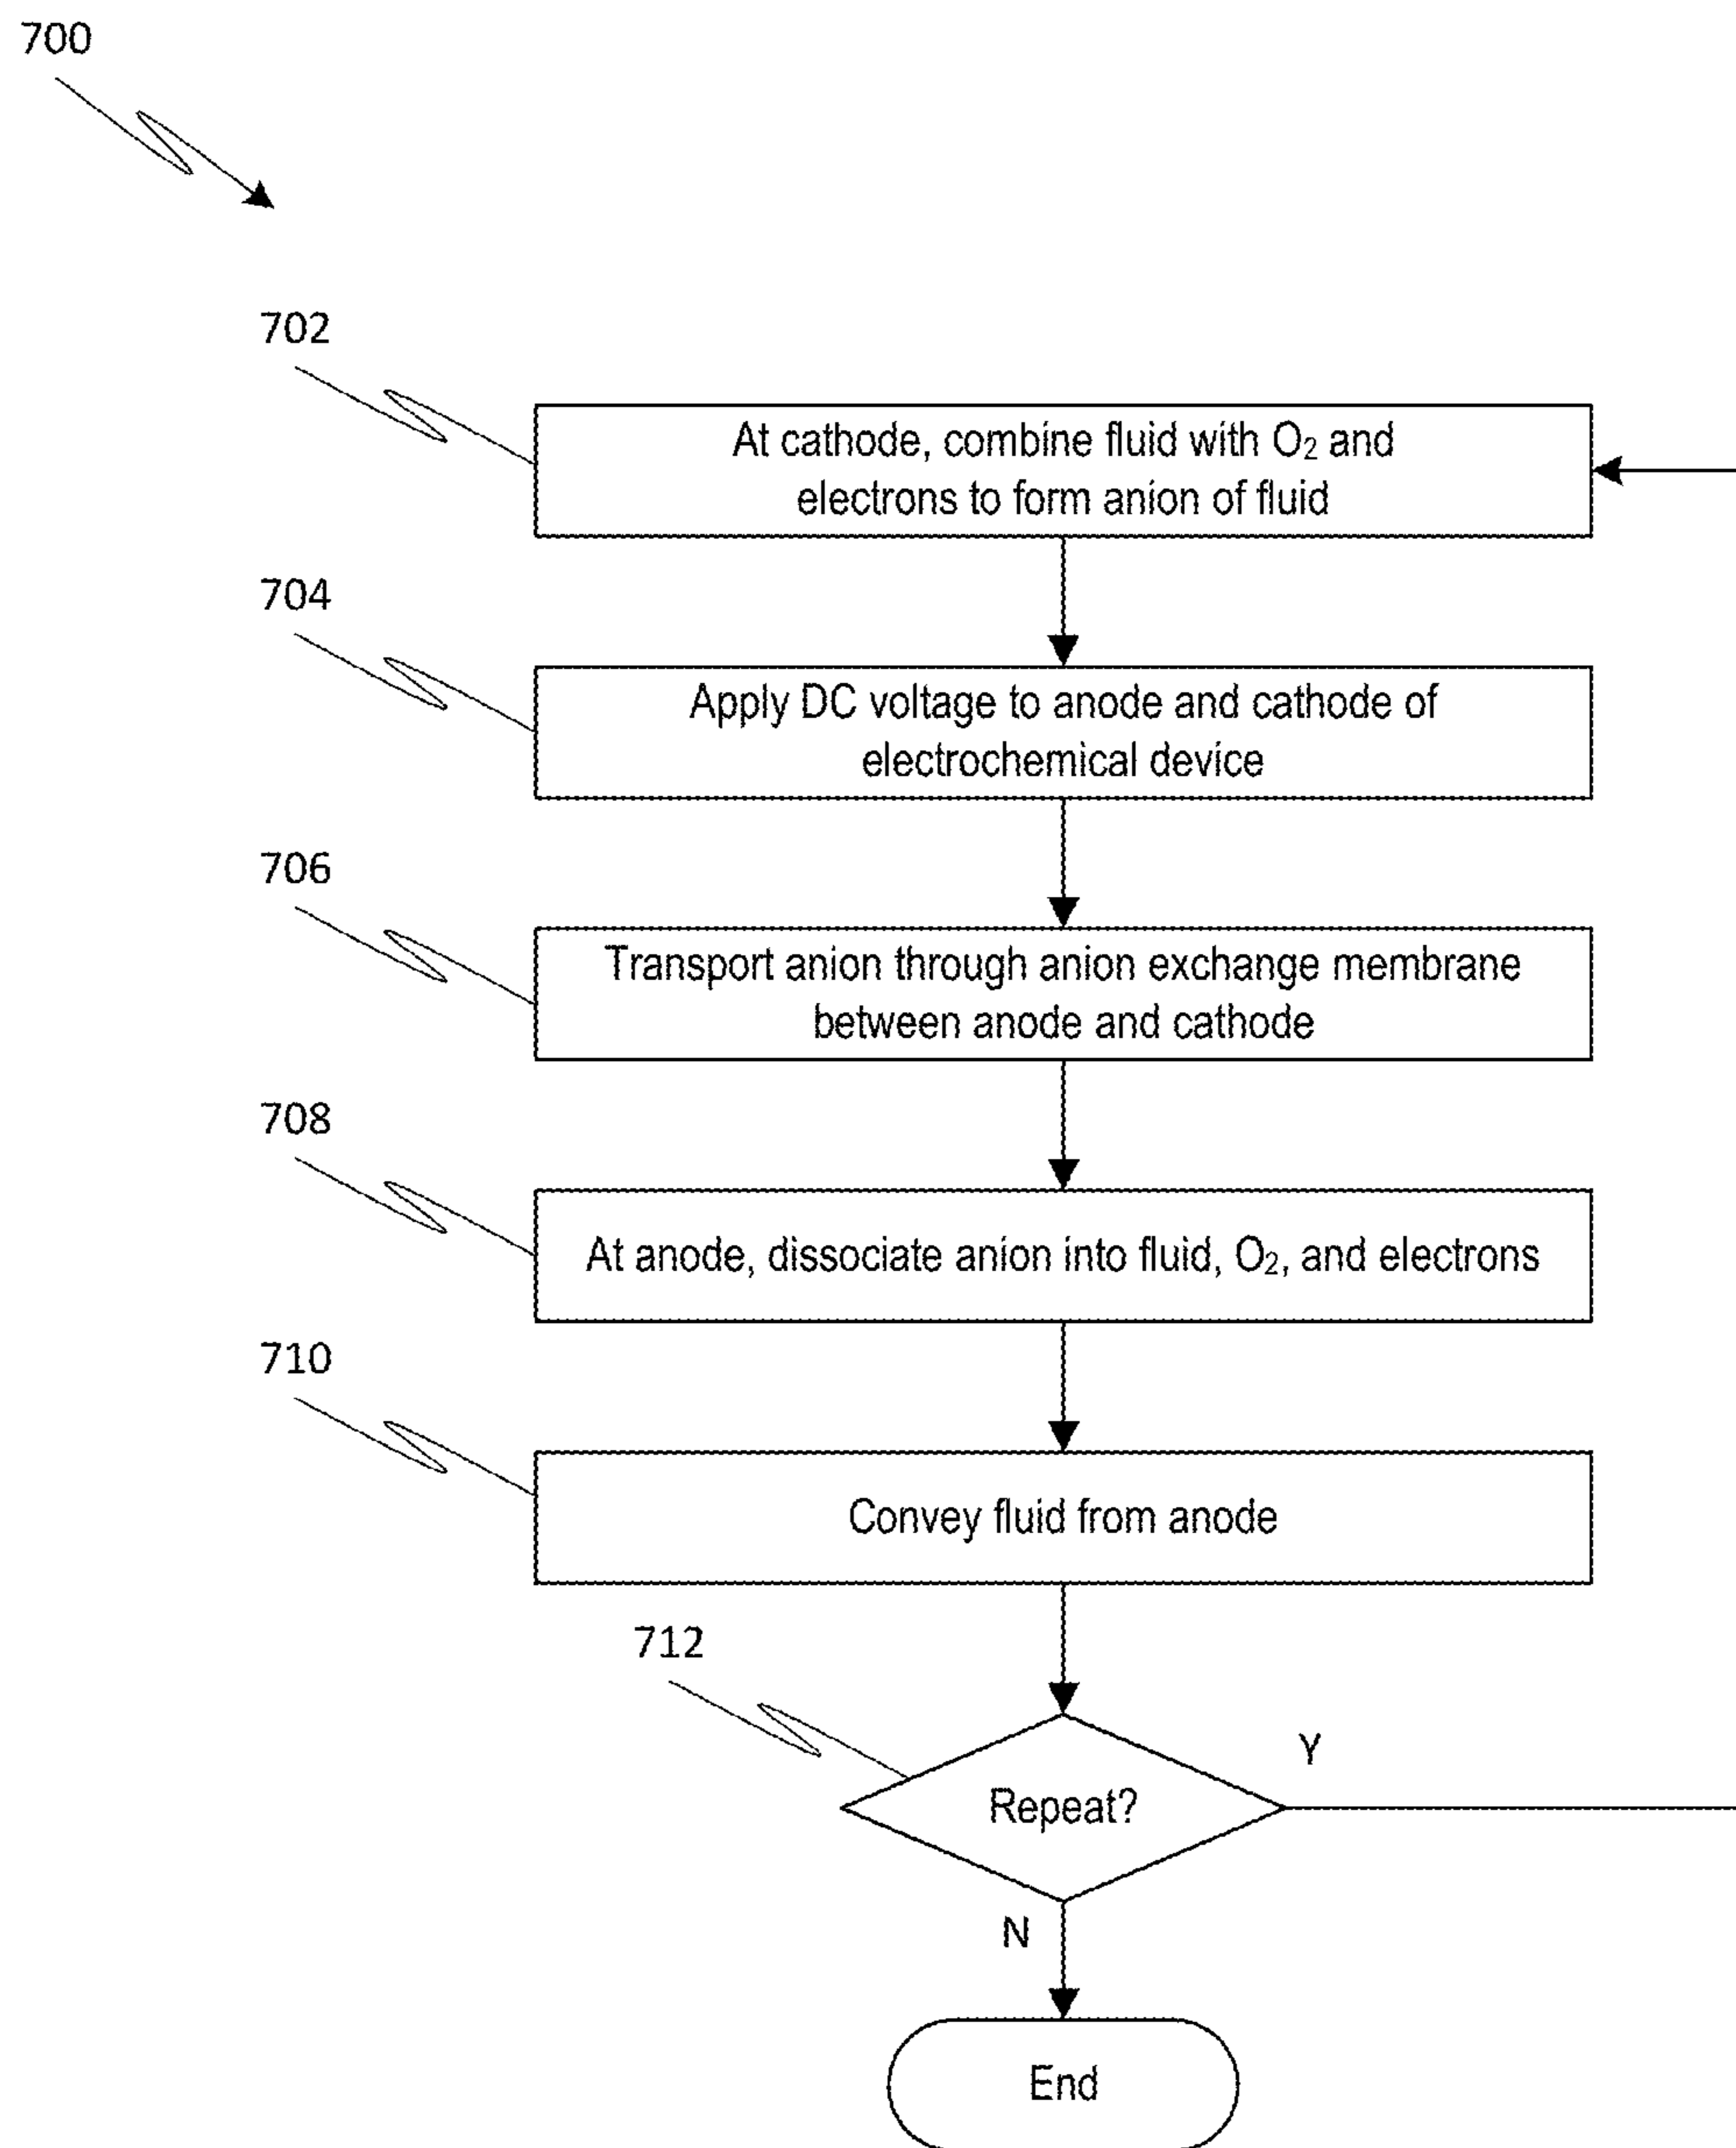 700
702
At cathode, combine fluid with O₂ and
electrons to form anion of fluid
704
Apply DC voltage to anode and cathode of
electrochemical device
706
Transport anion through anion exchange membrane
between anode and cathode
708
At anode, dissociate anion into fluid, O₂, and electrons
710
Convey fluid from anode
712
Repeat?
Y
N
End